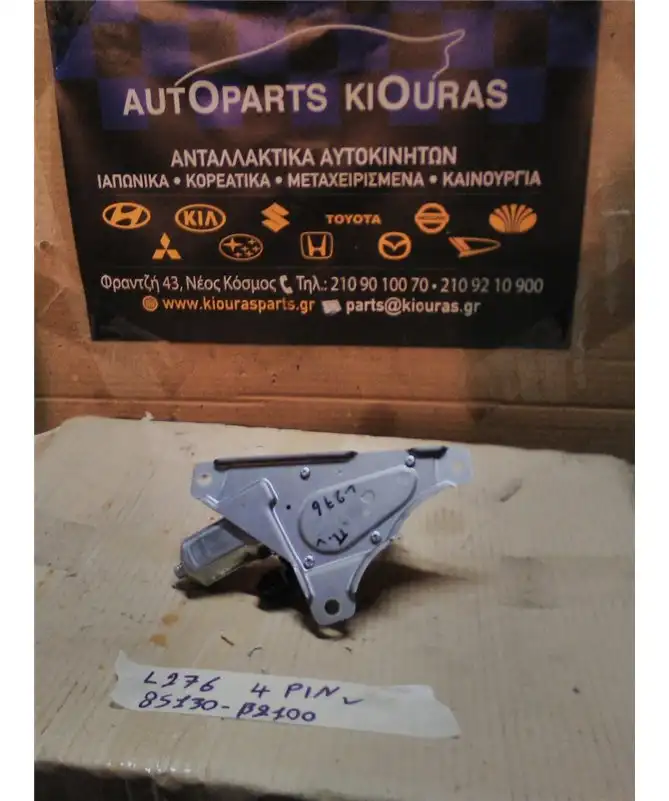 AUTOPARTS KIOURAS
ΑΝΤΑΛΛΑΚΤΙΚΑ ΑΥΤΟΚΙΝΗΤΩΝ
ΙΑΠΩΝΙΚΑ • ΚΟΡΕΑΤΙΚΑ • ΜΕΤΑΧΕΙΡΙΣΜΕΝΑ • ΚΑΙΝΟΥΡΓΙΑ
KIA
TOYOTA
Φραντζή 43, Νέος Κόσμος Τηλ.: 210 90 100 70 • 210 92 10 900
www.kiourasparts.gr parts@kiouras.gr
L276
L276 4 PIN
85130-B2100